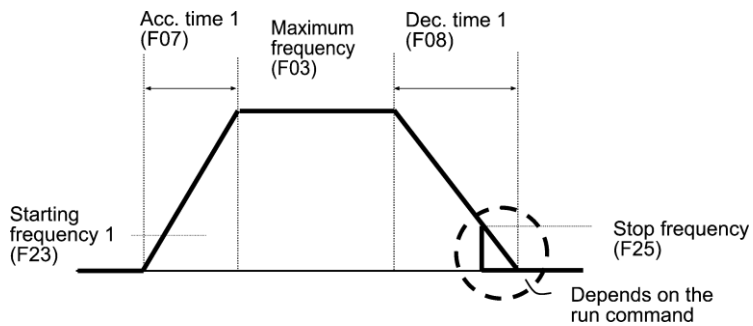 Acc. time 1
(F07)
Maximum
frequency
(F03)
Dec. time 1
(F08)
Starting
frequency 1
(F23)
Stop frequency
(F25)
Depends on the
run command